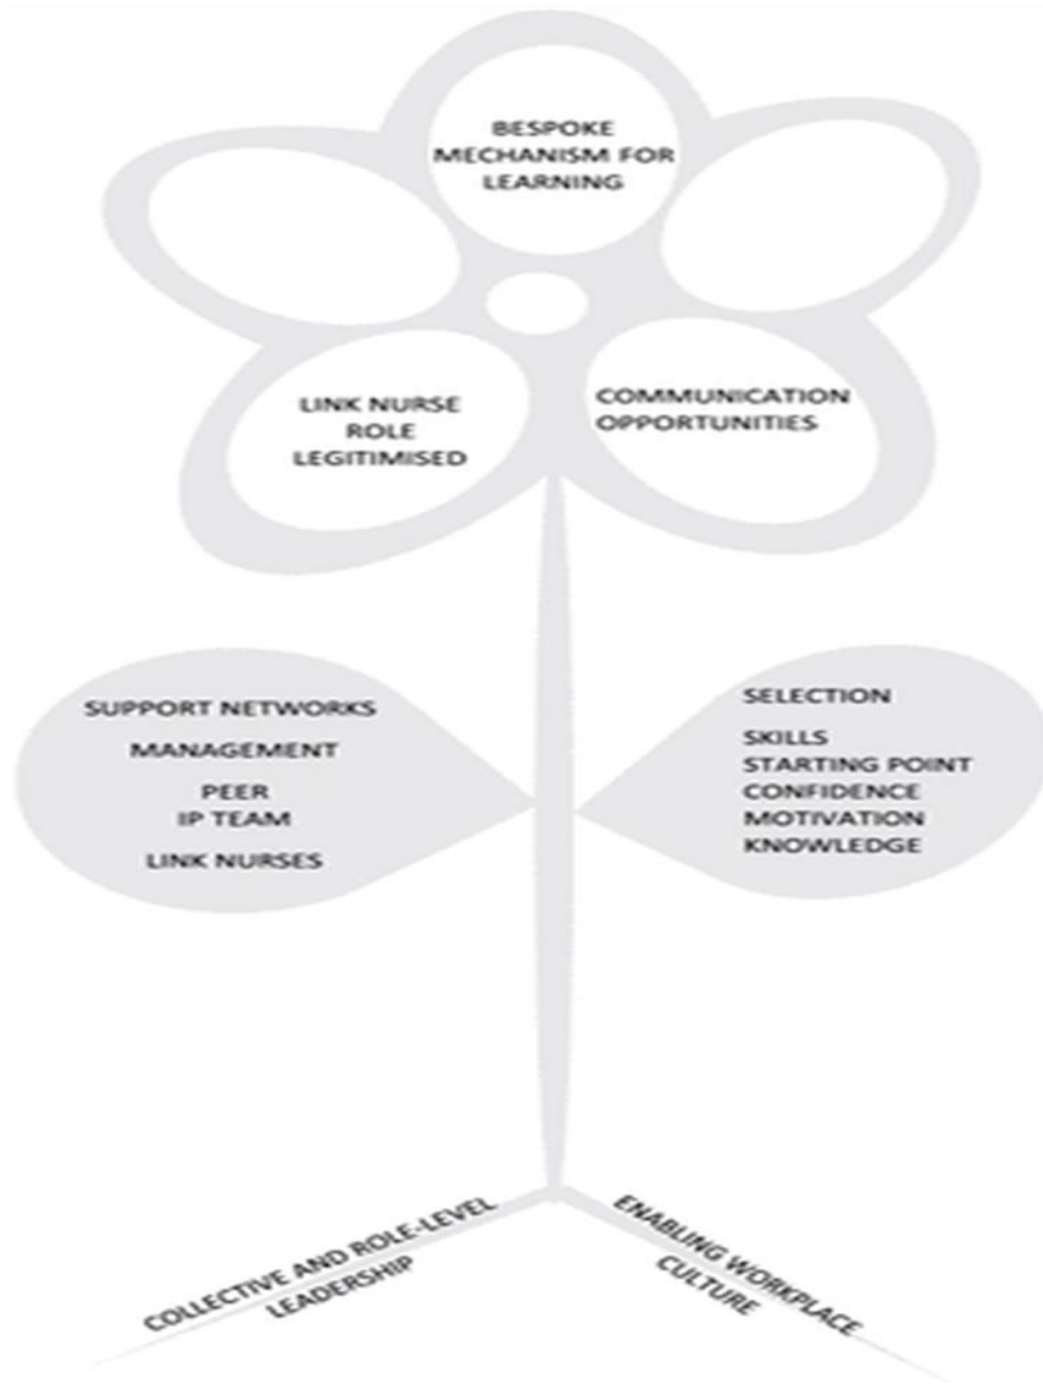 BESPOKE
MECHANISM FOR
LEARNING
LINK NURSE
ROLE
LEGITIMISED
COMMUNICATION
OPPORTUNITIES
SUPPORT NETWORKS
MANAGEMENT
PEER
IP TEAM
LINK NURSES
SELECTION
SKILLS
STARTING POINT
CONFIDENCE
MOTIVATION
KNOWLEDGE
COLLECTIVE AND ROLE-LEVEL
LEADERSHIP
ENABLING WORKPLACE
CULTURE